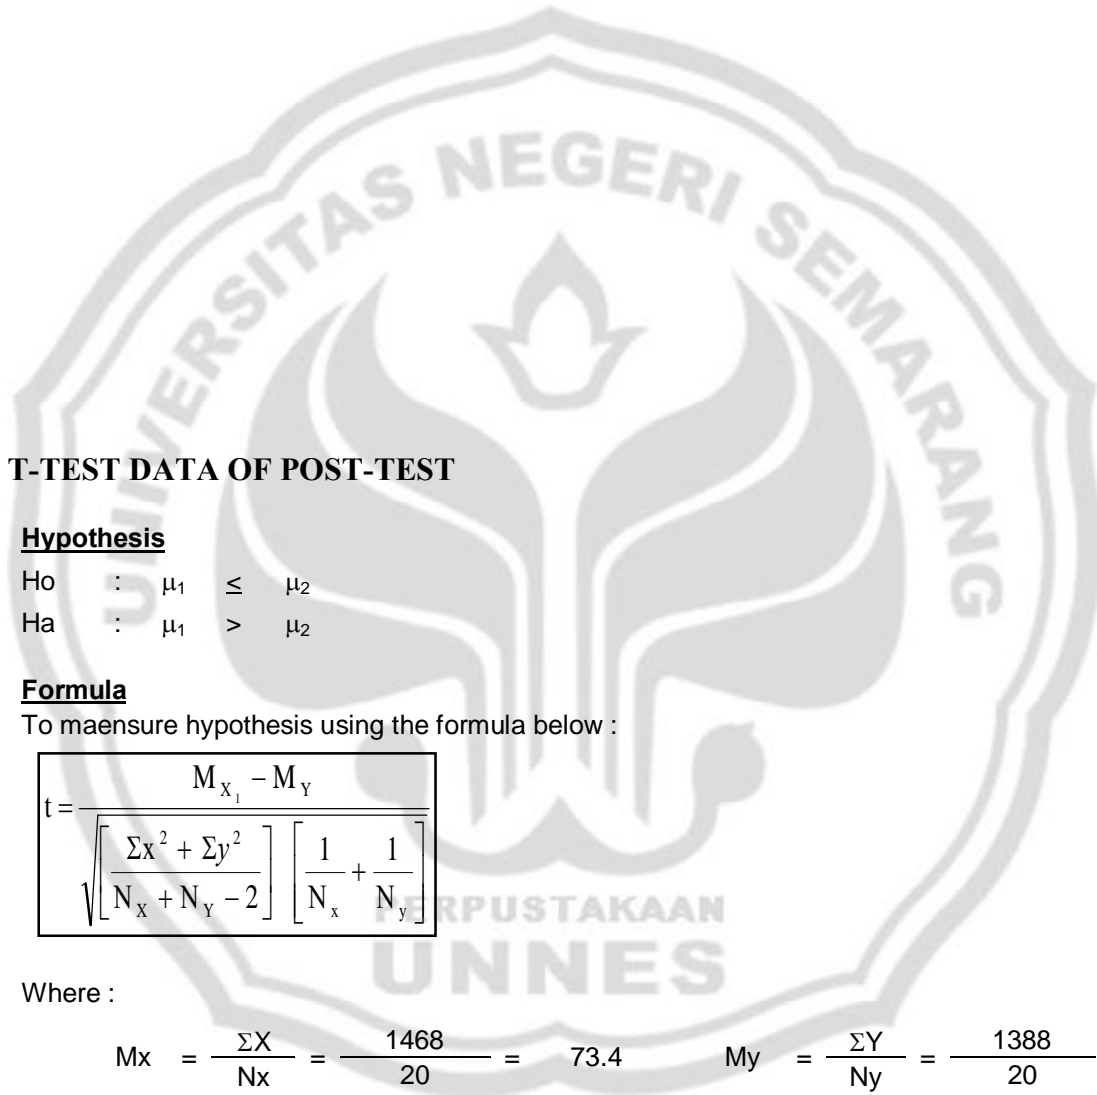 UNIVERSITAS NEGERI SEMARANG
T-TEST DATA OF POST-TEST
Hypothesis
Ho : μ₁ ≤ μ₂
Ha : μ₁ > μ₂
Formula
To maensure hypothesis using the formula below :
t = (M_X₁ − M_Y) / √([(Σx² + Σy²) / (N_X + N_Y − 2)] [1/N_x + 1/N_y])
PERPUSTAKAAN
UNNES
Where :
Mx = ΣX / Nx = 1468 / 20 = 73.4 My = ΣY / Ny = 1388 / 20